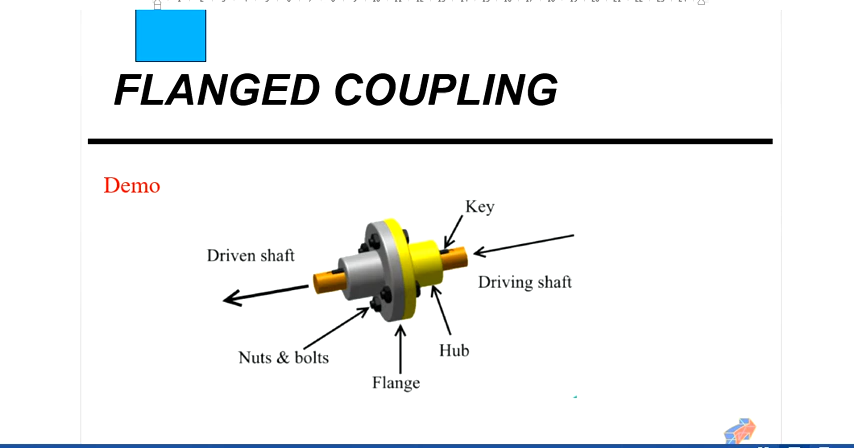 FLANGED COUPLING
Demo
Key
Driven shaft
Driving shaft
Nuts & bolts
Hub
Flange